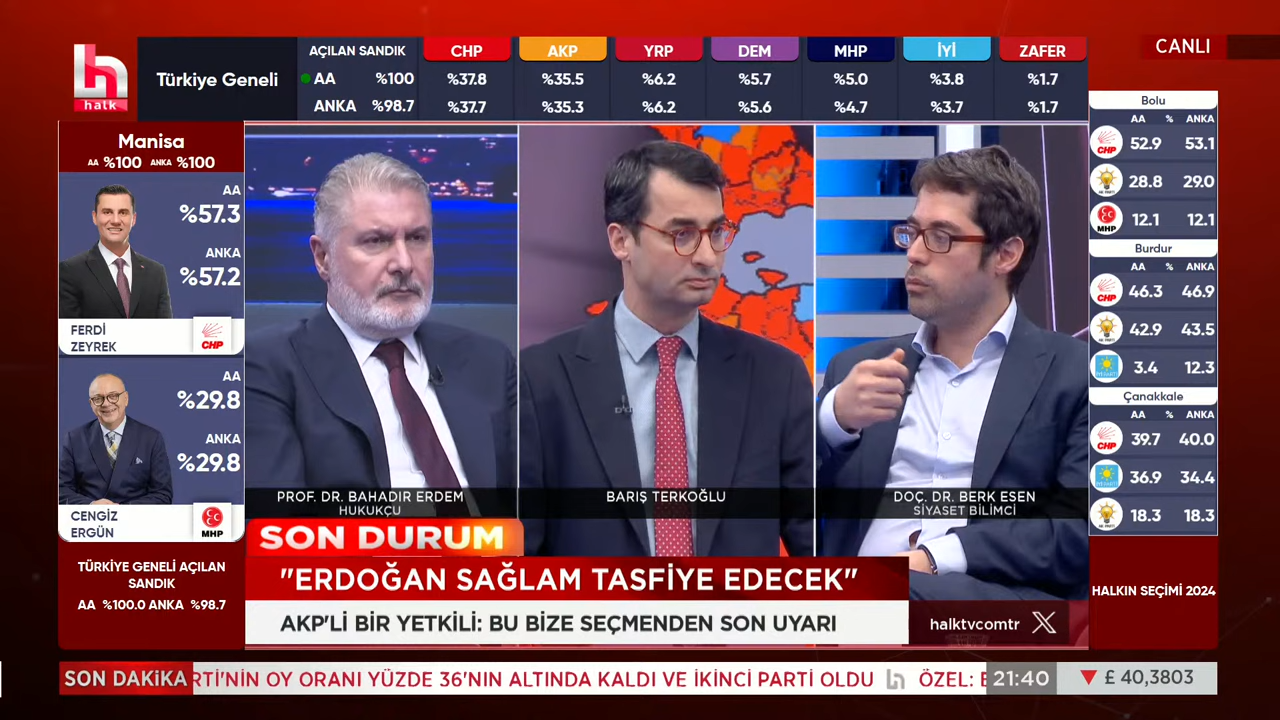 halk
Türkiye Geneli
AÇILAN SANDIK CHP AKP YRP DEM MHP İYİ ZAFER
AA %100 %37.8 %35.5 %6.2 %5.7 %5.0 %3.8 %1.7
ANKA %98.7 %37.7 %35.3 %6.2 %5.6 %4.7 %3.7 %1.7
CANLI
Manisa
AA %100 ANKA %100
AA
%57.3
ANKA
%57.2
FERDİ
ZEYREK
CHP
AA
%29.8
ANKA
%29.8
CENGİZ
ERGÜN
MHP
TÜRKİYE GENELİ AÇILAN
SANDIK
AA %100.0 ANKA %98.7
PROF. DR. BAHADIR ERDEM
HUKUKÇU
BARIŞ TERKOĞLU
DOÇ. DR. BERK ESEN
SİYASET BİLİMCİ
Bolu
AA % ANKA
CHP 52.9 53.1
AK PARTİ 28.8 29.0
MHP 12.1 12.1
Burdur
AA % ANKA
CHP 46.3 46.9
AK PARTİ 42.9 43.5
İYİ PARTİ 3.4 12.3
Çanakkale
AA % ANKA
CHP 39.7 40.0
İYİ PARTİ 36.9 34.4
AK PARTİ 18.3 18.3
HALKIN SEÇİMİ 2024
SON DURUM
"ERDOĞAN SAĞLAM TASFİYE EDECEK"
AKP'Lİ BİR YETKİLİ: BU BİZE SEÇMENDEN SON UYARI
halktvcomtr X
SON DAKİKA RTİ'NİN OY ORANI YÜZDE 36'NIN ALTINDA KALDI VE İKİNCİ PARTİ OLDU h ÖZEL: E 21:40 £ 40,3803